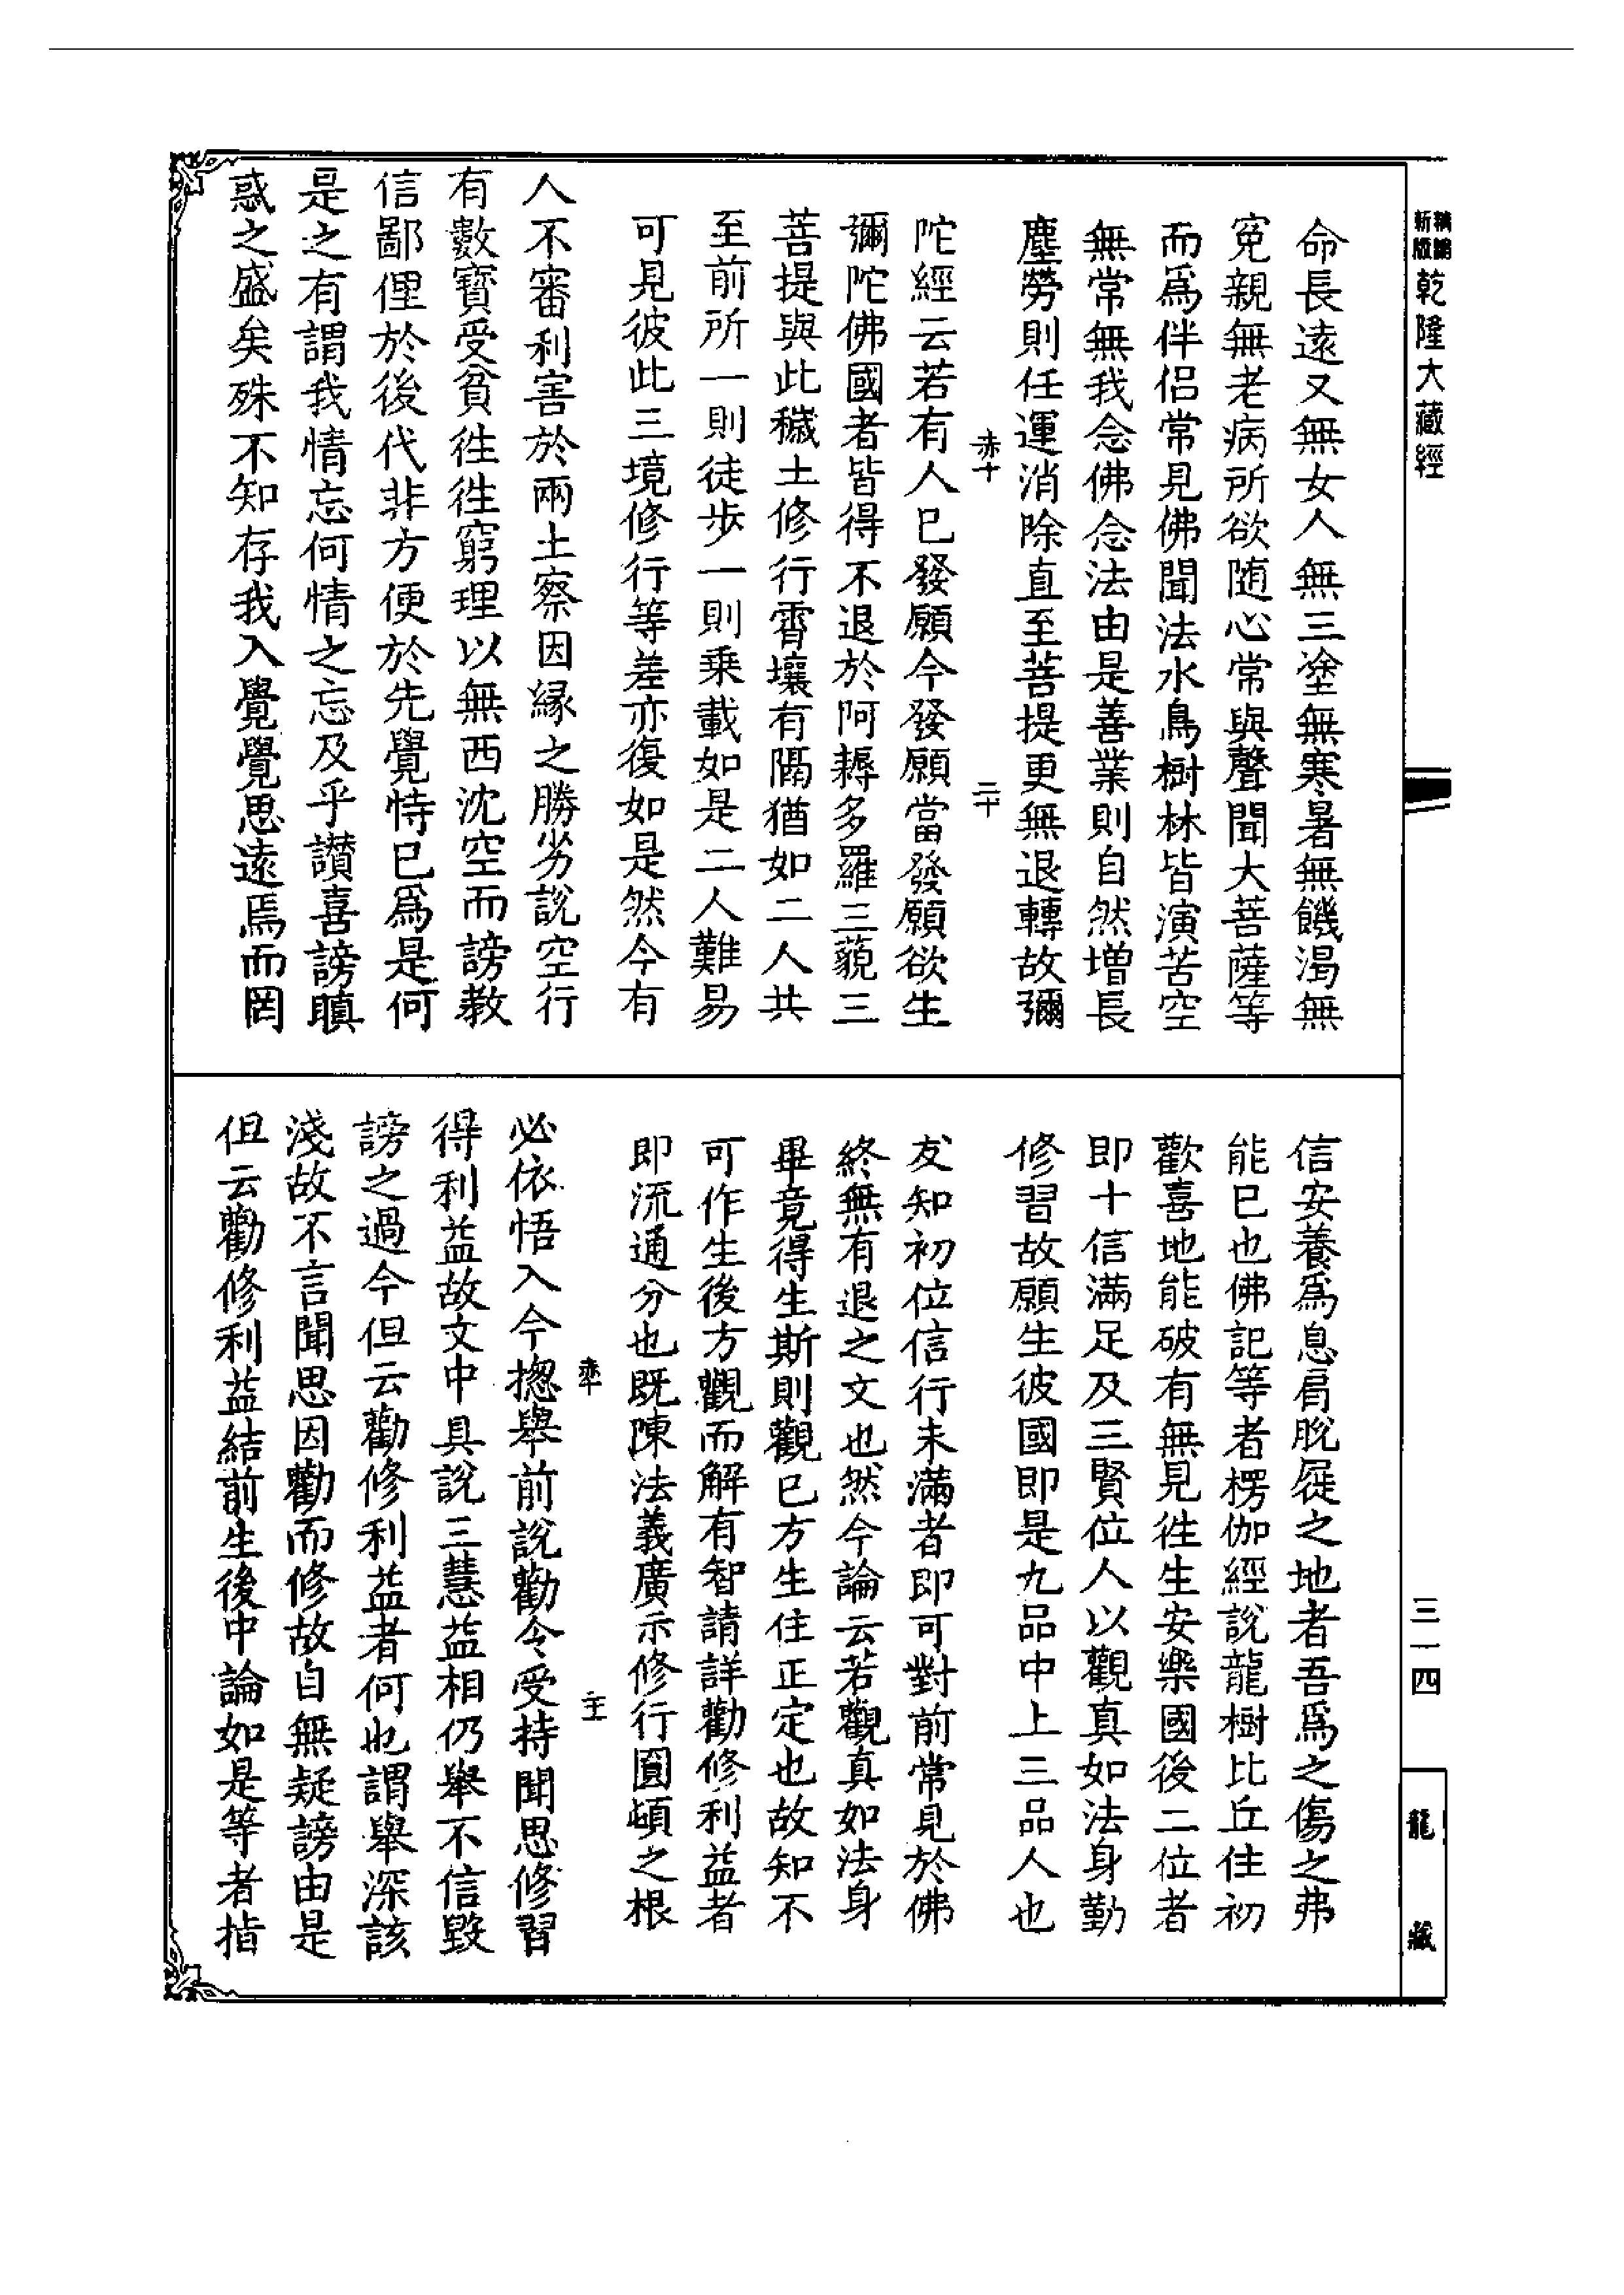 新版
精編
乾隆大藏經
命長遠又無女人無三塗無寒暑無饑渴無
寃親無老病所欲随心常與聲聞大菩薩等
而爲伴侣常見佛聞法水鳥樹林皆演苦空
無常無我念佛念法由是善業則自然增長
塵勞則任運消除直至菩提更無退轉故彌
赤十
二十
陀經云若有人已發願今發願當發願欲生
彌陀佛國者皆得不退於阿耨多羅三藐三
菩提與此穢土修行霄壤有隔猶如二人共
至前所一則徒步一則乗載如是二人難易
可見彼此三境修行等差亦復如是然今有
人不審利害於兩土察因縁之勝劣説空行
有數寳受貧徃徃窮理以無西沈空而謗教
信鄙俚於後代非方便於先覺恃已爲是何
是之有謂我情忘何情之忘及乎讃喜謗瞋
惑之盛矣殊不知存我入覺覺思遠焉而罔
三一四
龍藏
信安養爲息肩脱屣之地者吾爲之傷之弗
能已也佛記等者楞伽經説龍樹比丘住初
歡喜地能破有無見徃生安樂國後二位者
即十信滿足及三賢位人以觀真如法身勤
修習故願生彼國即是九品中上三品人也
友知初位信行未滿者即可對前常見於佛
終無有退之文也然今論云若觀真如法身
畢竟得生斯則觀已方生住正定也故知不
可作生後方觀而解有智請詳勸修利益者
即流通分也既陳法義廣示修行圓頓之根
必依悟入今揔舉前説勸令受持聞思修習
得利益故文中具説三慧益相仍舉不信毀
謗之過今但云勸修利益者何也謂舉深該
淺故不言聞思因勸而修故自無疑謗由是
但云勸修利益結前生後中論如是等者指